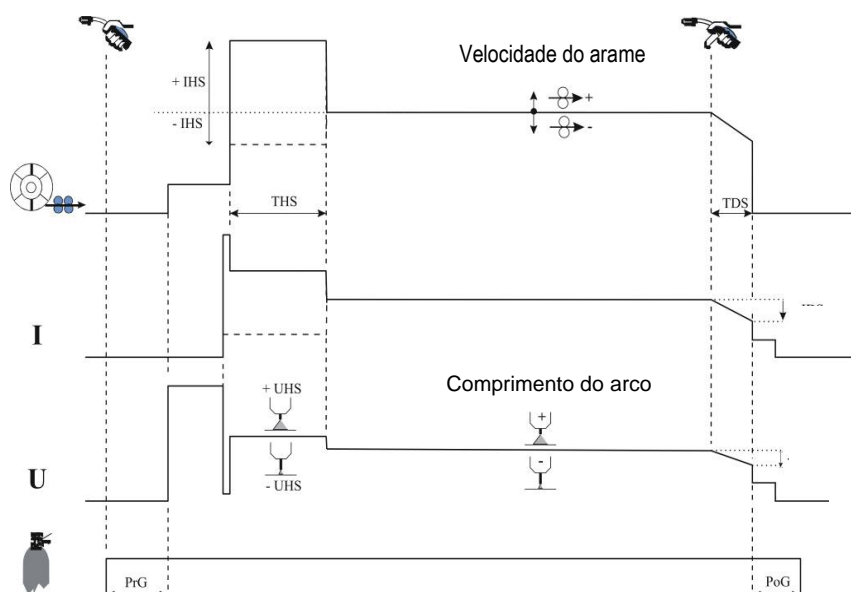 Velocidade do arame
+ IHS
- IHS
+
-
THS
TDS
I
+ UHS
Comprimento do arco
+
-
U
- UHS
PrG
PoG